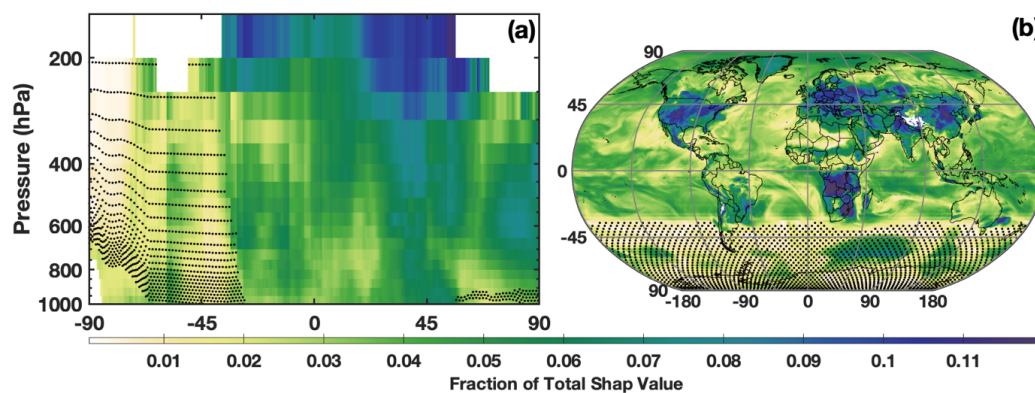 (a)
(b)
Pressure (hPa)
200
400
600
800
1000
-90 -45 0 45 90
90
45
0
-45
90
-180 -90 0 90 180
0.01 0.02 0.03 0.04 0.05 0.06 0.07 0.08 0.09 0.1 0.11
Fraction of Total Shap Value